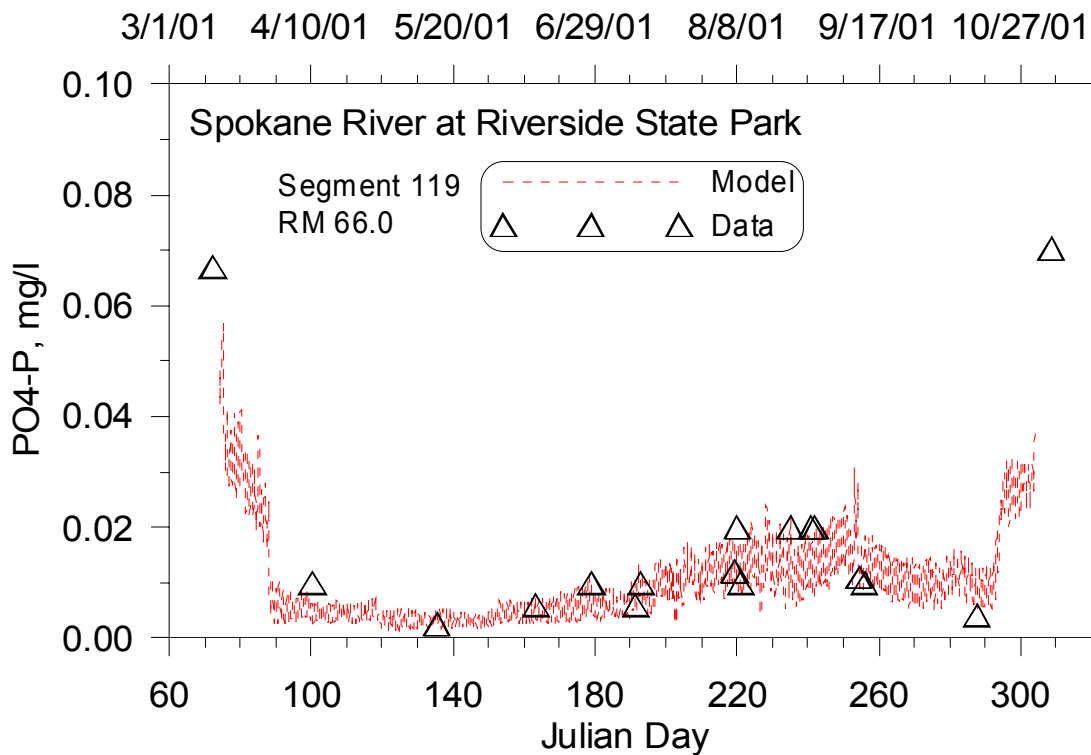 3/1/01 4/10/01 5/20/01 6/29/01 8/8/01 9/17/01 10/27/01
0.10
Spokane River at Riverside State Park
Segment 119
Model
RM 66.0
Data
0.08
0.06
0.04
0.02
0.00
PO4-P, mg/l
60 100 140 180 220 260 300
Julian Day